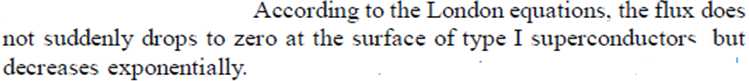 According to the London equations, the flux does
not suddenly drops to zero at the surface of type I superconductors but
decreases exponentially.